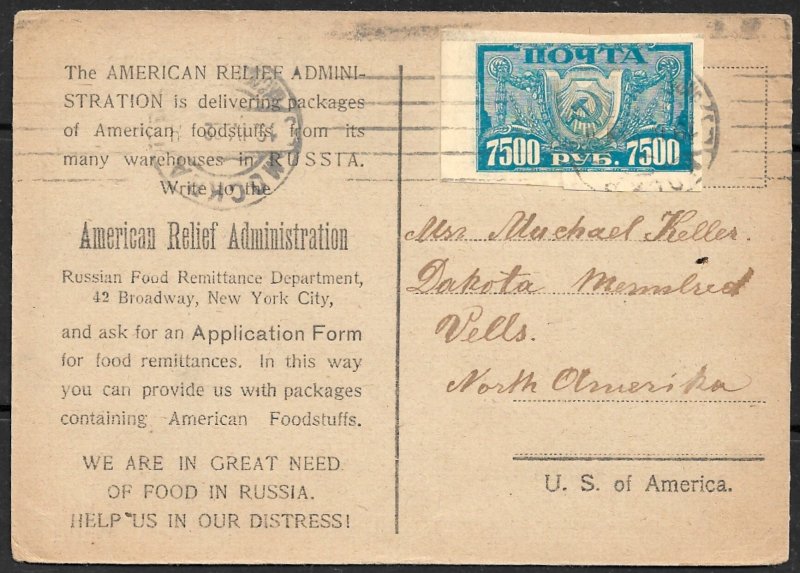 The AMERICAN RELIEF ADMINI-
STRATION is delivering packages
of American foodstuffs from its
many warehouses in RUSSIA.
Write to the
American Relief Administration
Russian Food Remittance Department,
42 Broadway, New York City,
and ask for an Application Form
for food remittances. In this way
you can provide us with packages
containing American Foodstuffs.
WE ARE IN GREAT NEED
OF FOOD IN RUSSIA.
HELP US IN OUR DISTRESS!
ПОЧТА
7500 РУБ. 7500
МОСКВА
Mrs Muchael Keller.
Dakota
Vells.
North Amerika
U. S. of America.